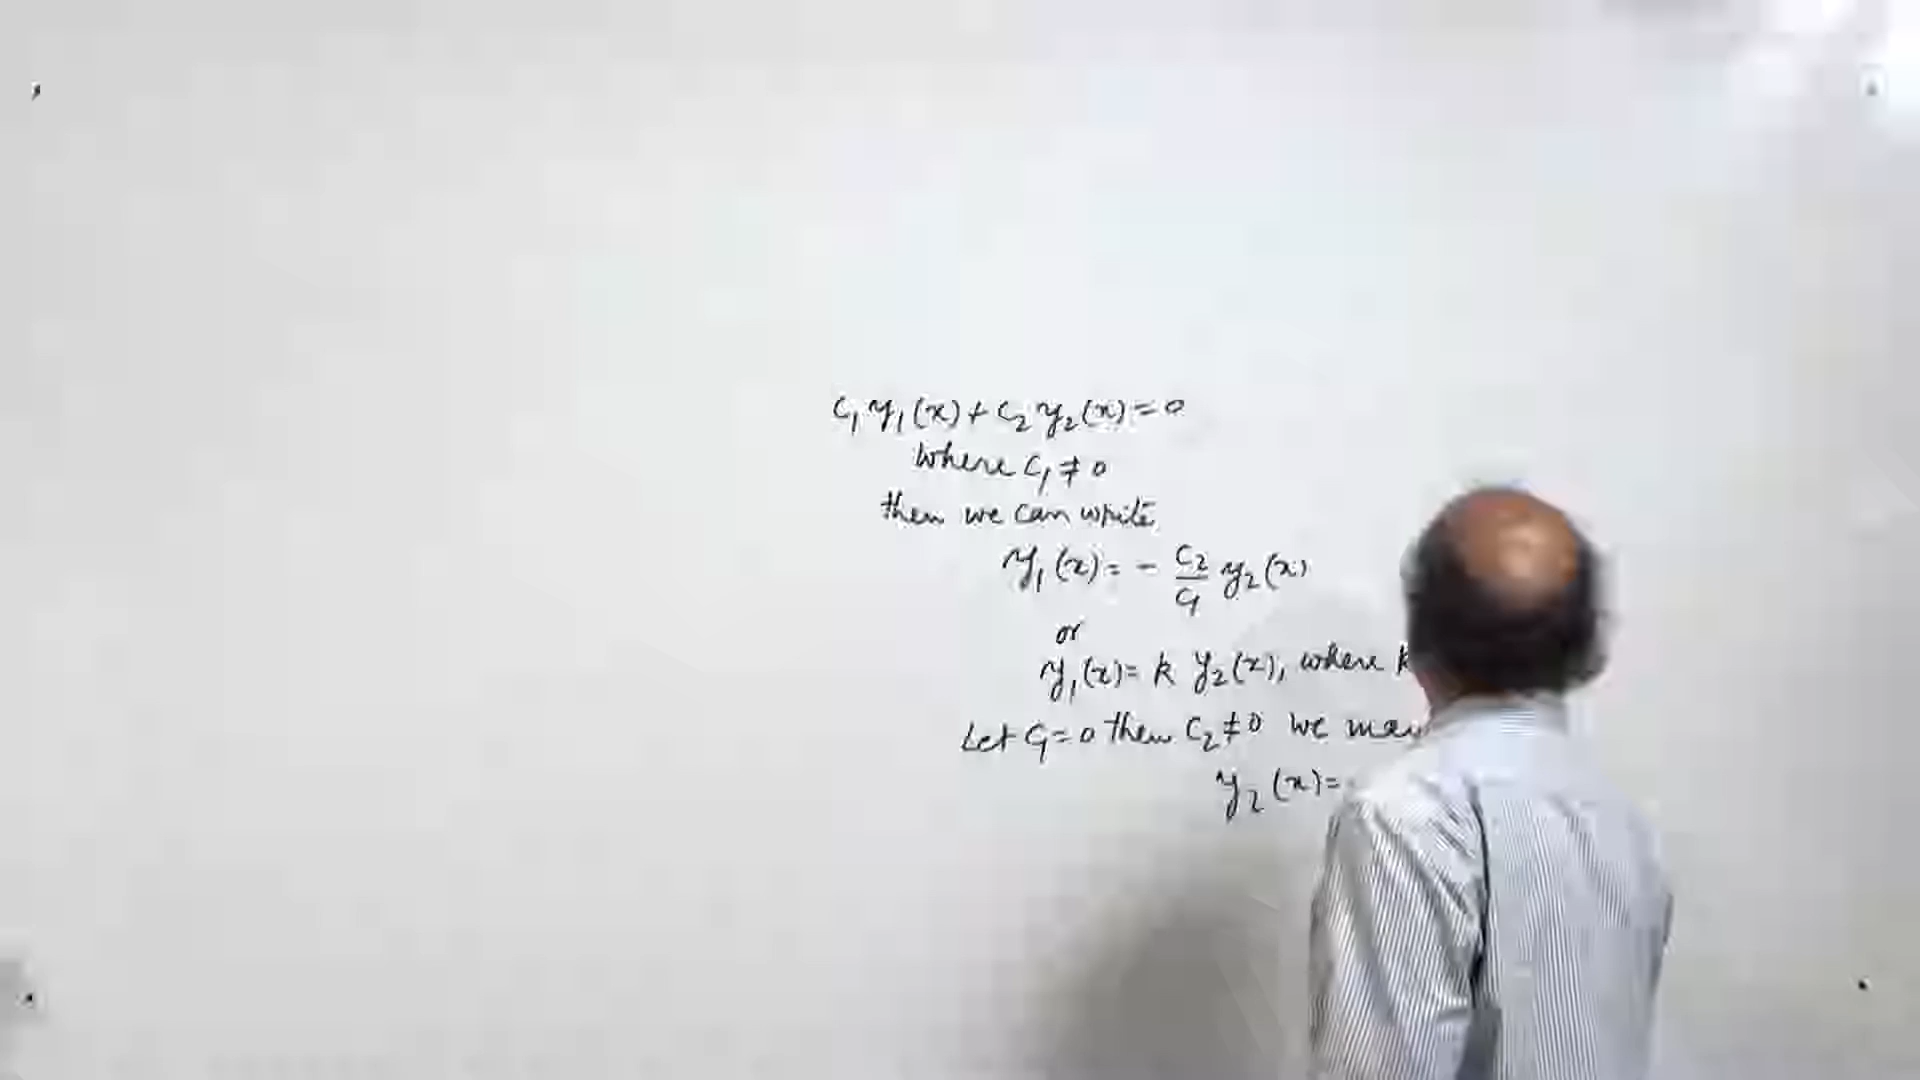 C₁ y₁(x) + C₂ y₂(x) = 0
where C₁ ≠ 0
then we can write
y₁(x) = - C₂/C₁ y₂(x)
or
y₁(x) = k y₂(x), where k
Let C₁ = 0 then C₂ ≠ 0 we may
y₂(x) =